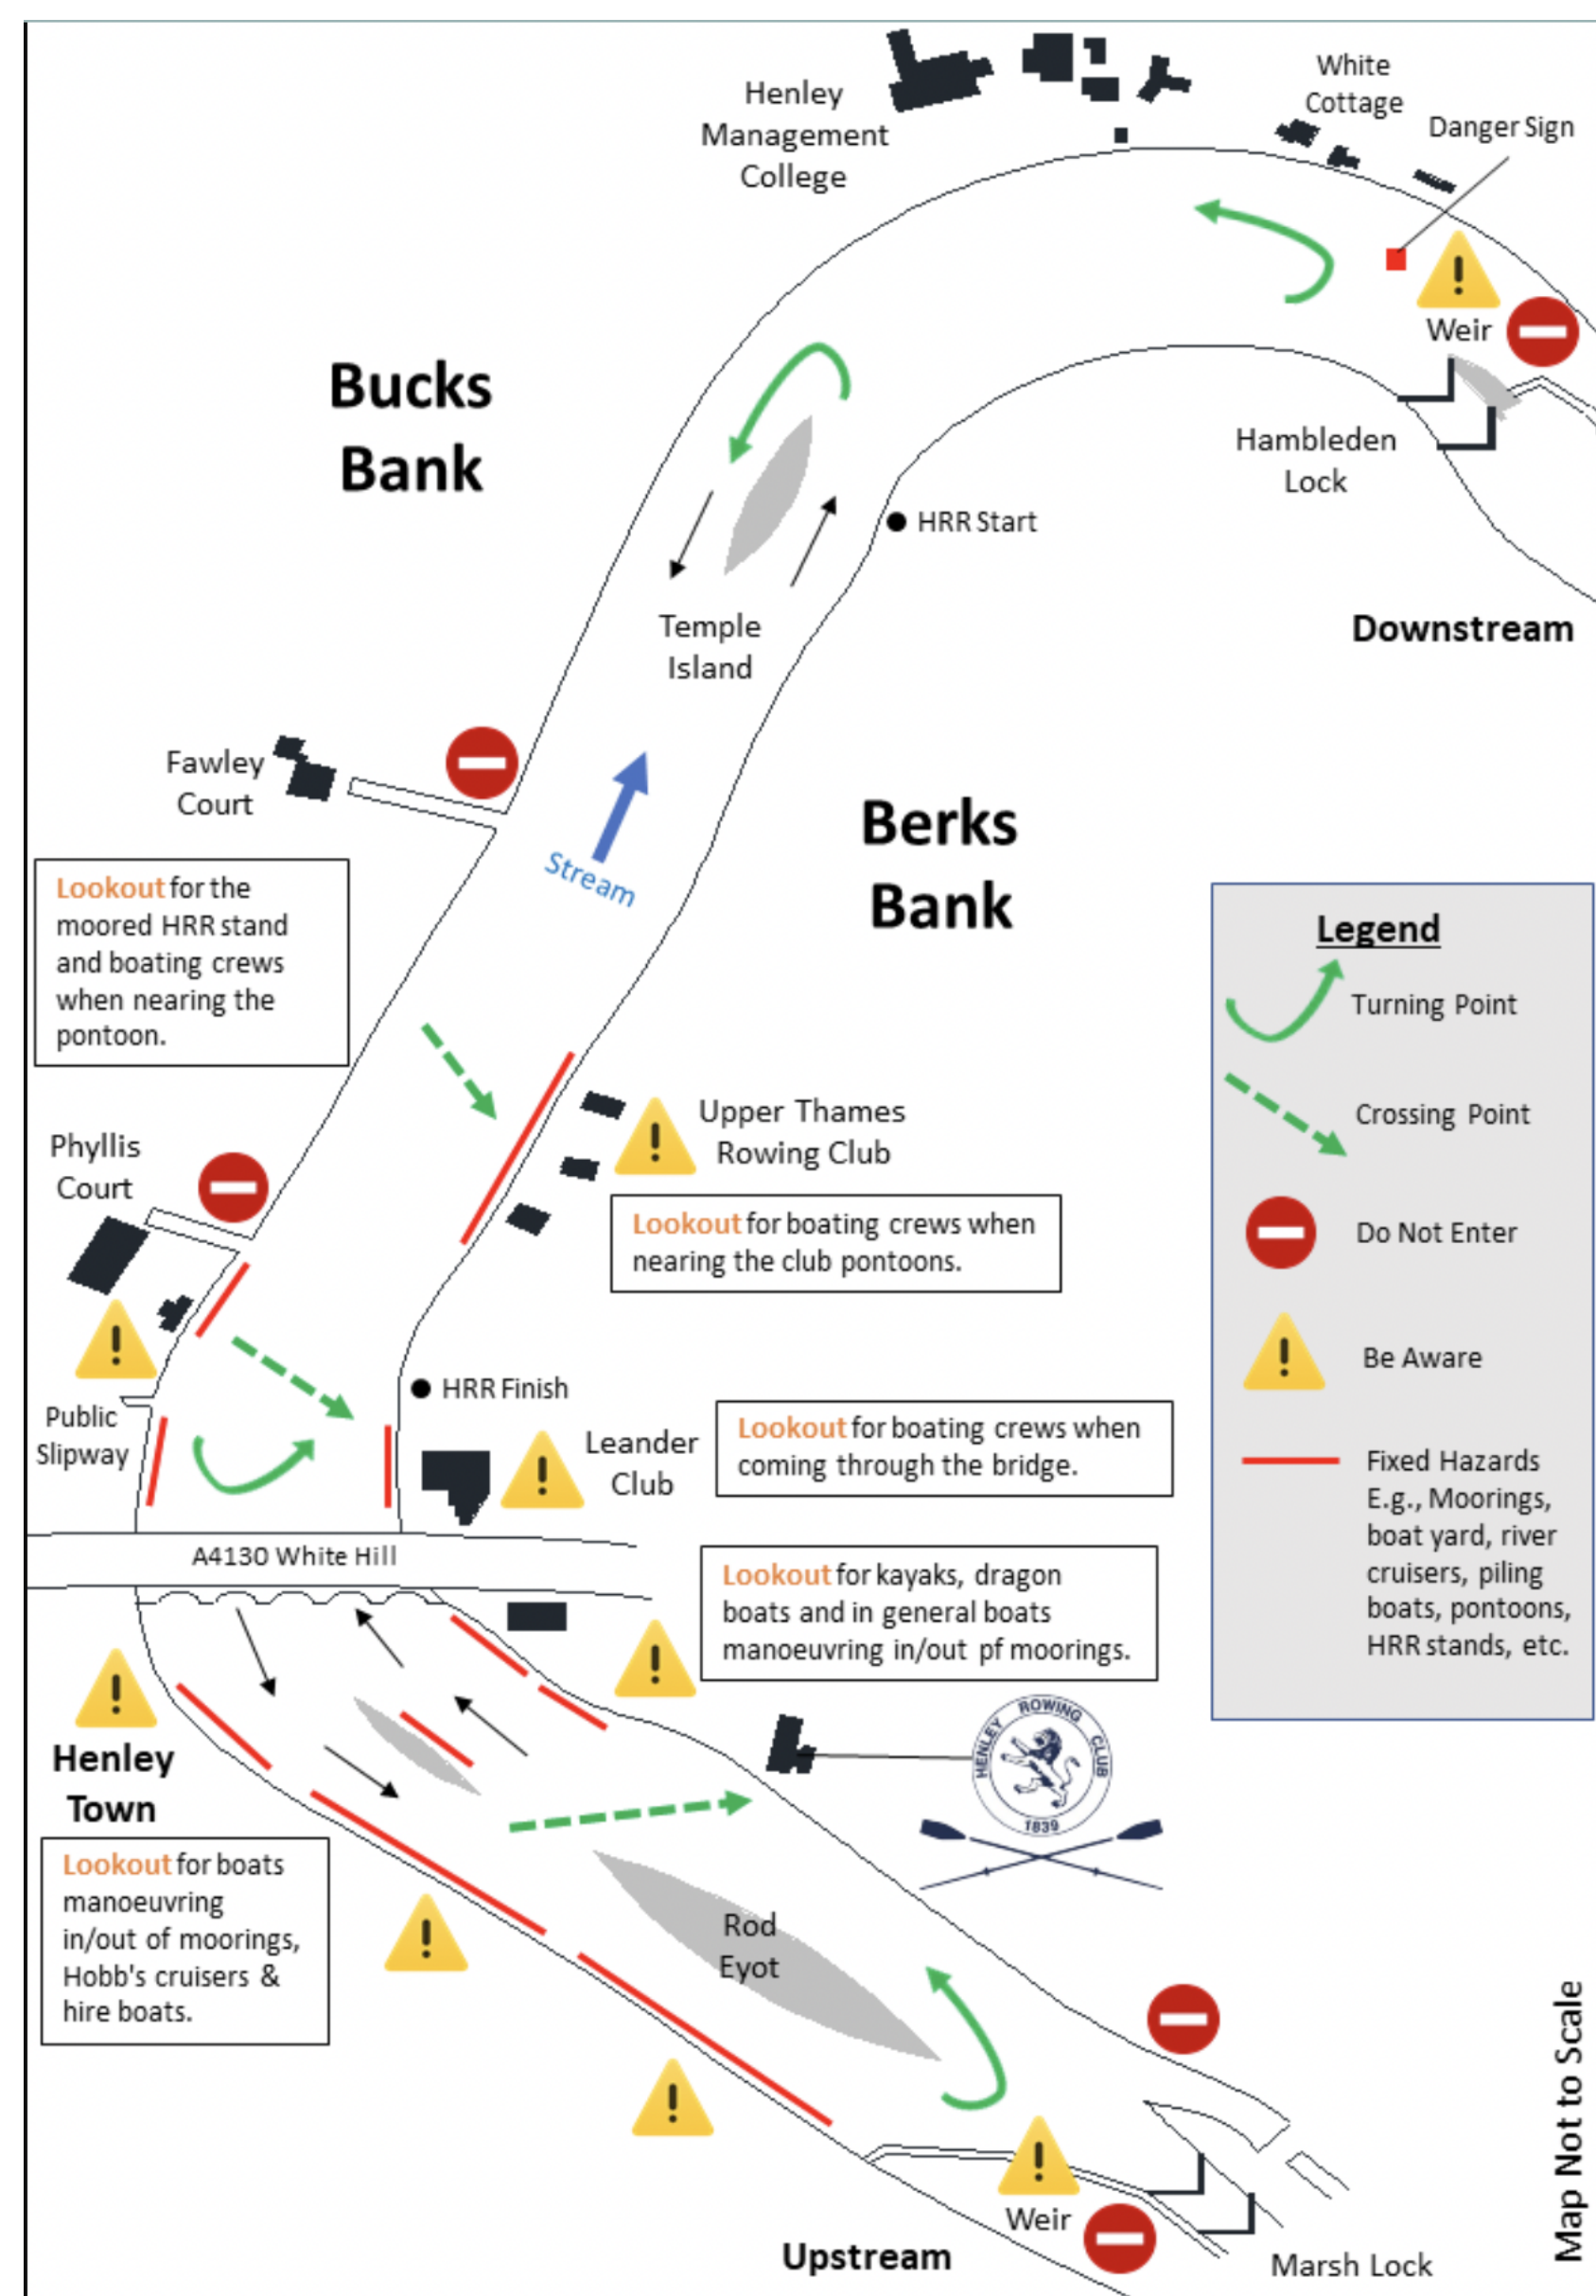 Henley
Management
College
White
Cottage
Danger Sign
Weir
Hambleden
Lock
Downstream
Bucks
Bank
HRR Start
Temple
Island
Fawley
Court
Stream
Berks
Bank
Lookout for the
moored HRR stand
and boating crews
when nearing the
pontoon.
Phyllis
Court
Upper Thames
Rowing Club
Lookout for boating crews when
nearing the club pontoons.
HRR Finish
Public
Slipway
Leander
Club
Lookout for boating crews when
coming through the bridge.
A4130 White Hill
Lookout for kayaks, dragon
boats and in general boats
manoeuvring in/out pf moorings.
Legend
Turning Point
Crossing Point
Do Not Enter
Be Aware
Fixed Hazards
E.g., Moorings,
boat yard, river
cruisers, piling
boats, pontoons,
HRR stands, etc.
Henley
Town
HENLEY ROWING CLUB
1839
Lookout for boats
manoeuvring
in/out of moorings,
Hobb's cruisers &
hire boats.
Rod
Eyot
Weir
Upstream
Marsh Lock
Map Not to Scale